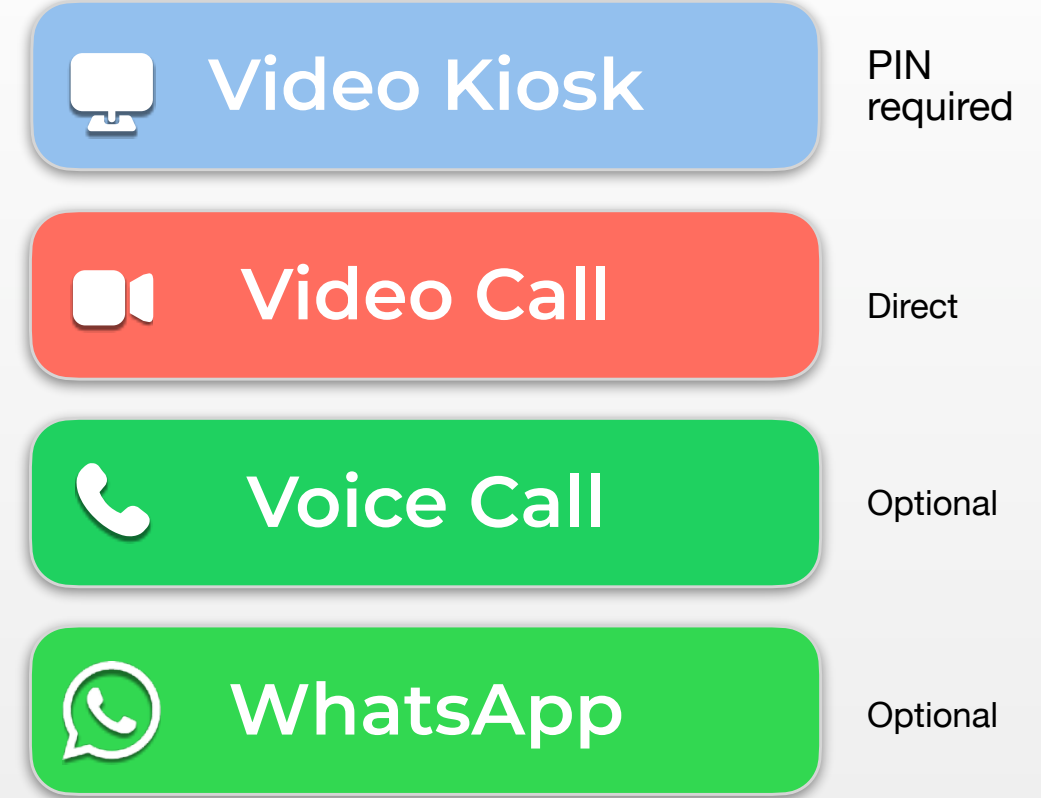 Video Kiosk
PIN
required
Video Call
Direct
Voice Call
Optional
WhatsApp
Optional